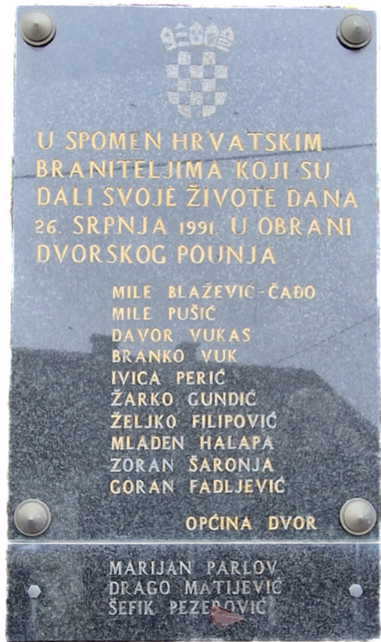 U SPOMEN HRVATSKIM
BRANITELJIMA KOJI SU
DALI SVOJE ŽIVOTE DANA
26. SRPNJA 1991. U OBRANI
DVORSKOG POUNJA
MILE BLAŽEVIĆ-ČAĐO
MILE PUŠIĆ
DAVOR VUKAS
BRANKO VUK
IVICA PERIĆ
ŽARKO GUNDIĆ
ŽELJKO FILIPOVIĆ
MLADEN HALAPA
ZORAN ŠARONJA
GORAN FADLJEVIĆ
OPĆINA DVOR
MARIJAN PARLOV
DRAGO MATIJEVIĆ
ŠEFIK PEZEROVIĆ